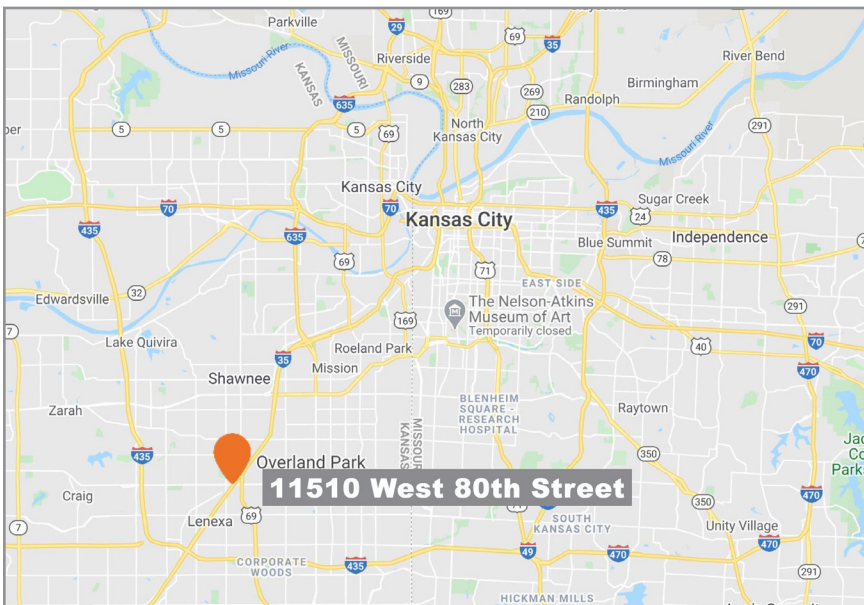 169
Parkville
29
69
35
MISSOURI
KANSAS
Riverside
River Bend
Missouri River
9
283
Birmingham
269
635
Randolph
210
North
Kansas City
5
5
5
69
291
Missouri River
Kansas City
70
70
Sugar Creek
435
24
Kansas City
435
635
Blue Summit
Independence
69
78
71
EAST SIDE
32
Edwardsville
The Nelson-Atkins
Museum of Art
Temporarily closed
291
169
7
Lake Quivira
Roeland Park
40
70
35
Mission
470
Shawnee
BLENHEIM
SQUARE -
RESEARCH
HOSPITAL
Raytown
Zarah
MISSOURI
KANSAS
435
350
Overland Park
11510 West 80th Street
Craig
470
350
Lenexa
69
SOUTH
KANSAS CITY
Unity Village
7
49
470
470
CORPORATE
WOODS
435
291
HICKMAN MILLS